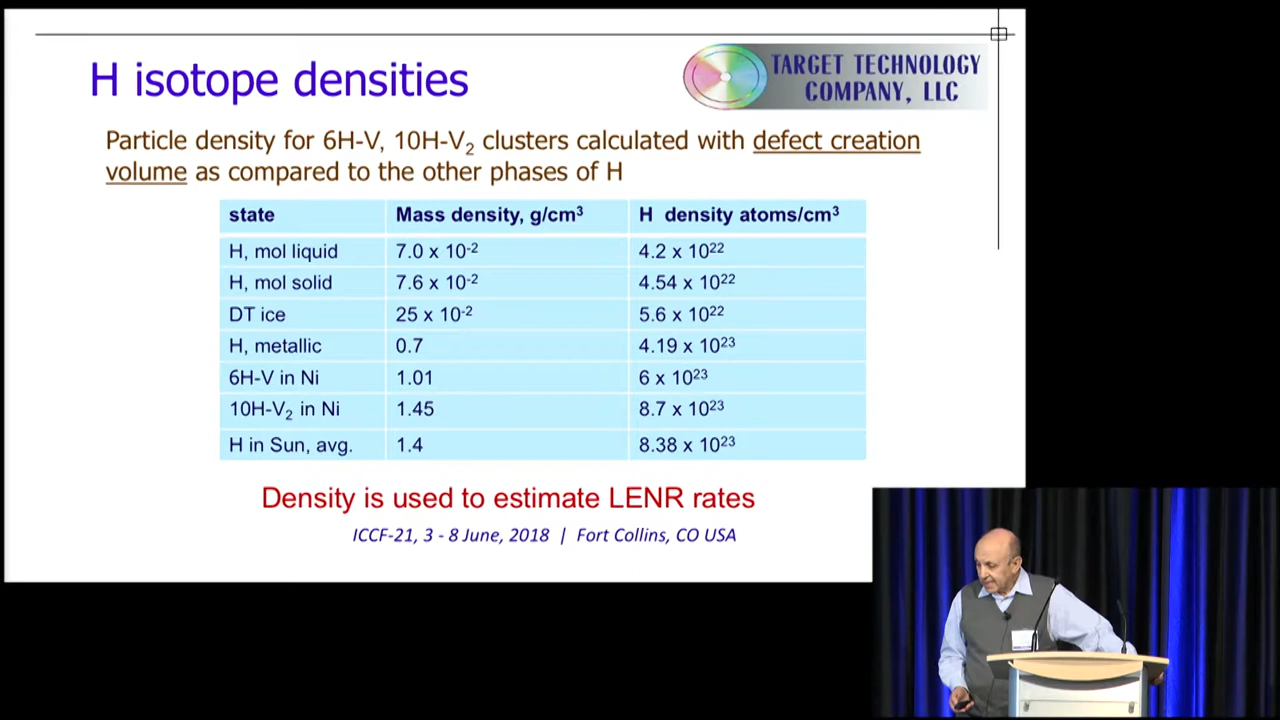 H isotope densities
TARGET TECHNOLOGY
COMPANY, LLC
Particle density for 6H-V, 10H-V₂ clusters calculated with defect creation
volume as compared to the other phases of H
state Mass density, g/cm³ H density atoms/cm³
H, mol liquid 7.0 x 10⁻² 4.2 x 10²²
H, mol solid 7.6 x 10⁻² 4.54 x 10²²
DT ice 25 x 10⁻² 5.6 x 10²²
H, metallic 0.7 4.19 x 10²³
6H-V in Ni 1.01 6 x 10²³
10H-V₂ in Ni 1.45 8.7 x 10²³
H in Sun, avg. 1.4 8.38 x 10²³
Density is used to estimate LENR rates
ICCF-21, 3 - 8 June, 2018 | Fort Collins, CO USA